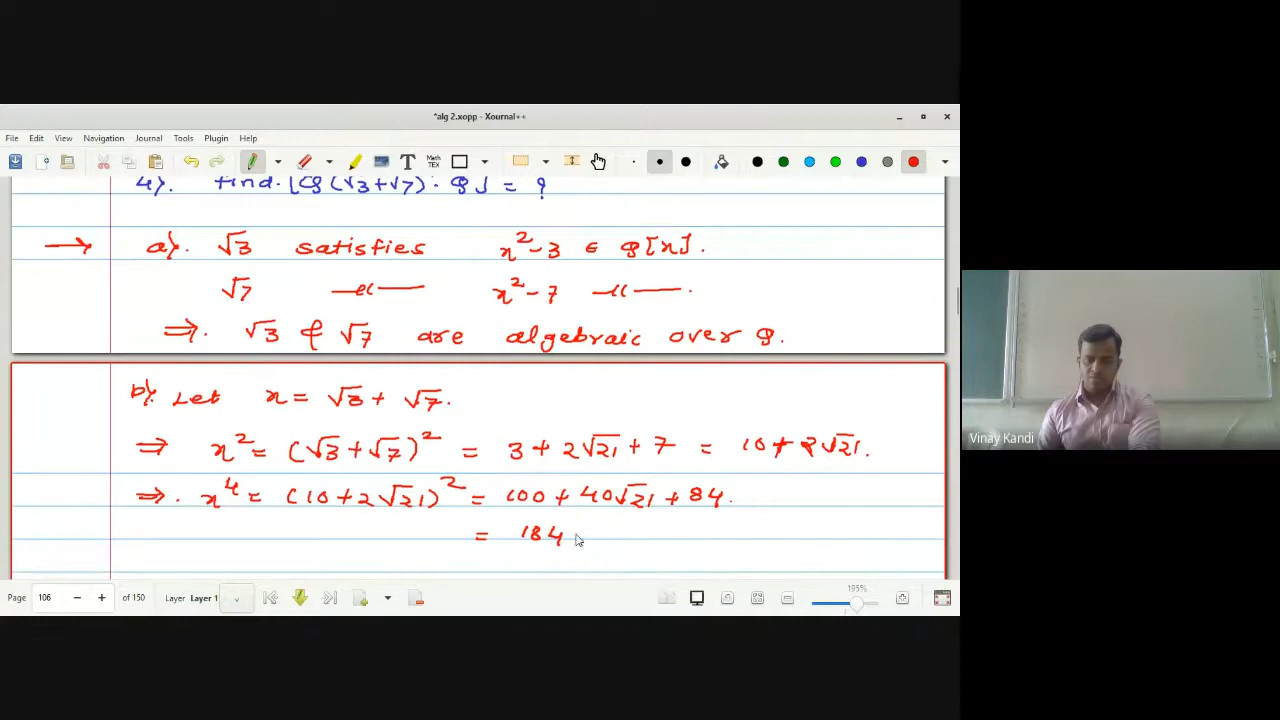 *alg 2.xopp - Xournal++
File Edit View Navigation Journal Tools Plugin Help
4). find [Q(√3+√7) : Q] = ?
→ a). √3 satisfies x²-3 ∈ Q[x].
√7 —〃— x²-7 —〃—.
⇒. √3 & √7 are algebraic over Q.
b). Let x = √3 + √7.
⇒ x² = (√3+√7)² = 3 + 2√21 + 7 = 10 + 2√21.
⇒. x⁴ = (10+2√21)² = 100 + 40√21 + 84.
= 184
Vinay Kandi
Page 106 of 150 Layer Layer 1 195%